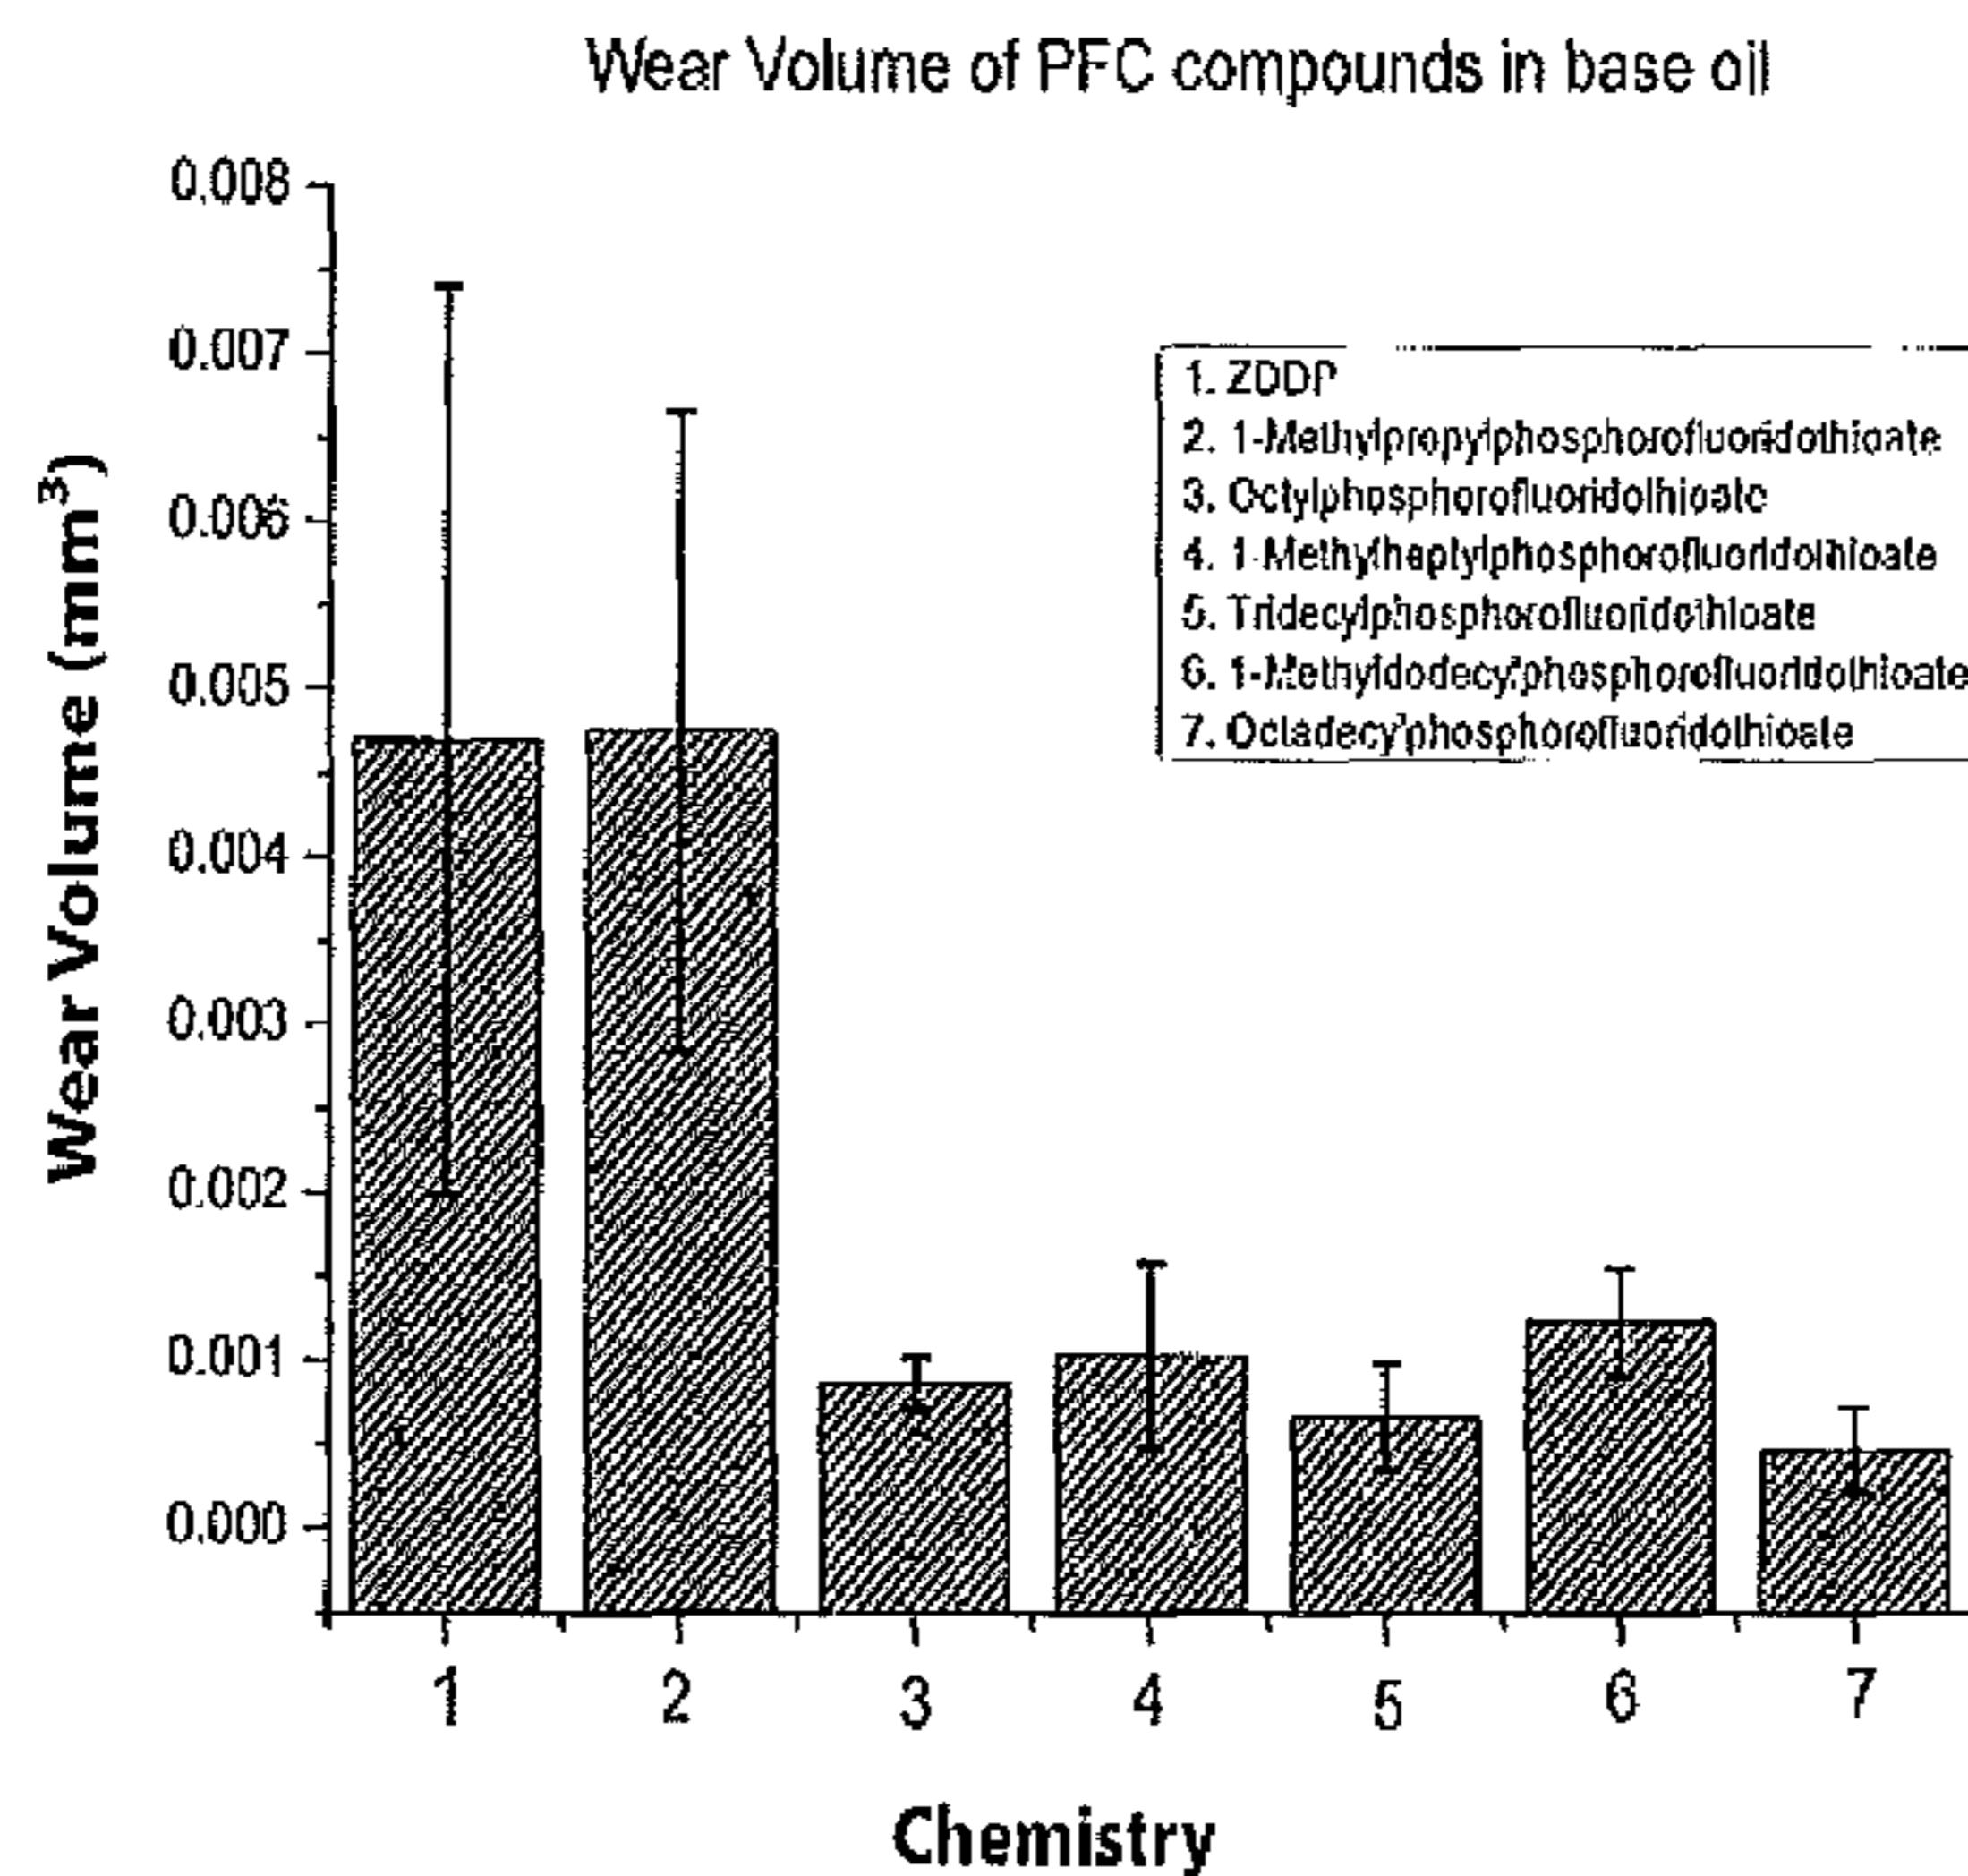 Wear Volume of PFC compounds in base oil
0.008
0.007
0.006
0.005
0.004
0.003
0.002
0.001
0.000
Wear Volume (mm³)
1. ZDDP
2. 1-Methylpropylphosphorofluoridothioate
3. Octylphosphorofluoridothioate
4. 1-Methylheptylphosphorofluoridothioate
5. Tridecylphosphorofluoridothioate
6. 1-Methyldodecylphosphorofluoridothioate
7. Octadecylphosphorofluoridothioate
1 2 3 4 5 6 7
Chemistry